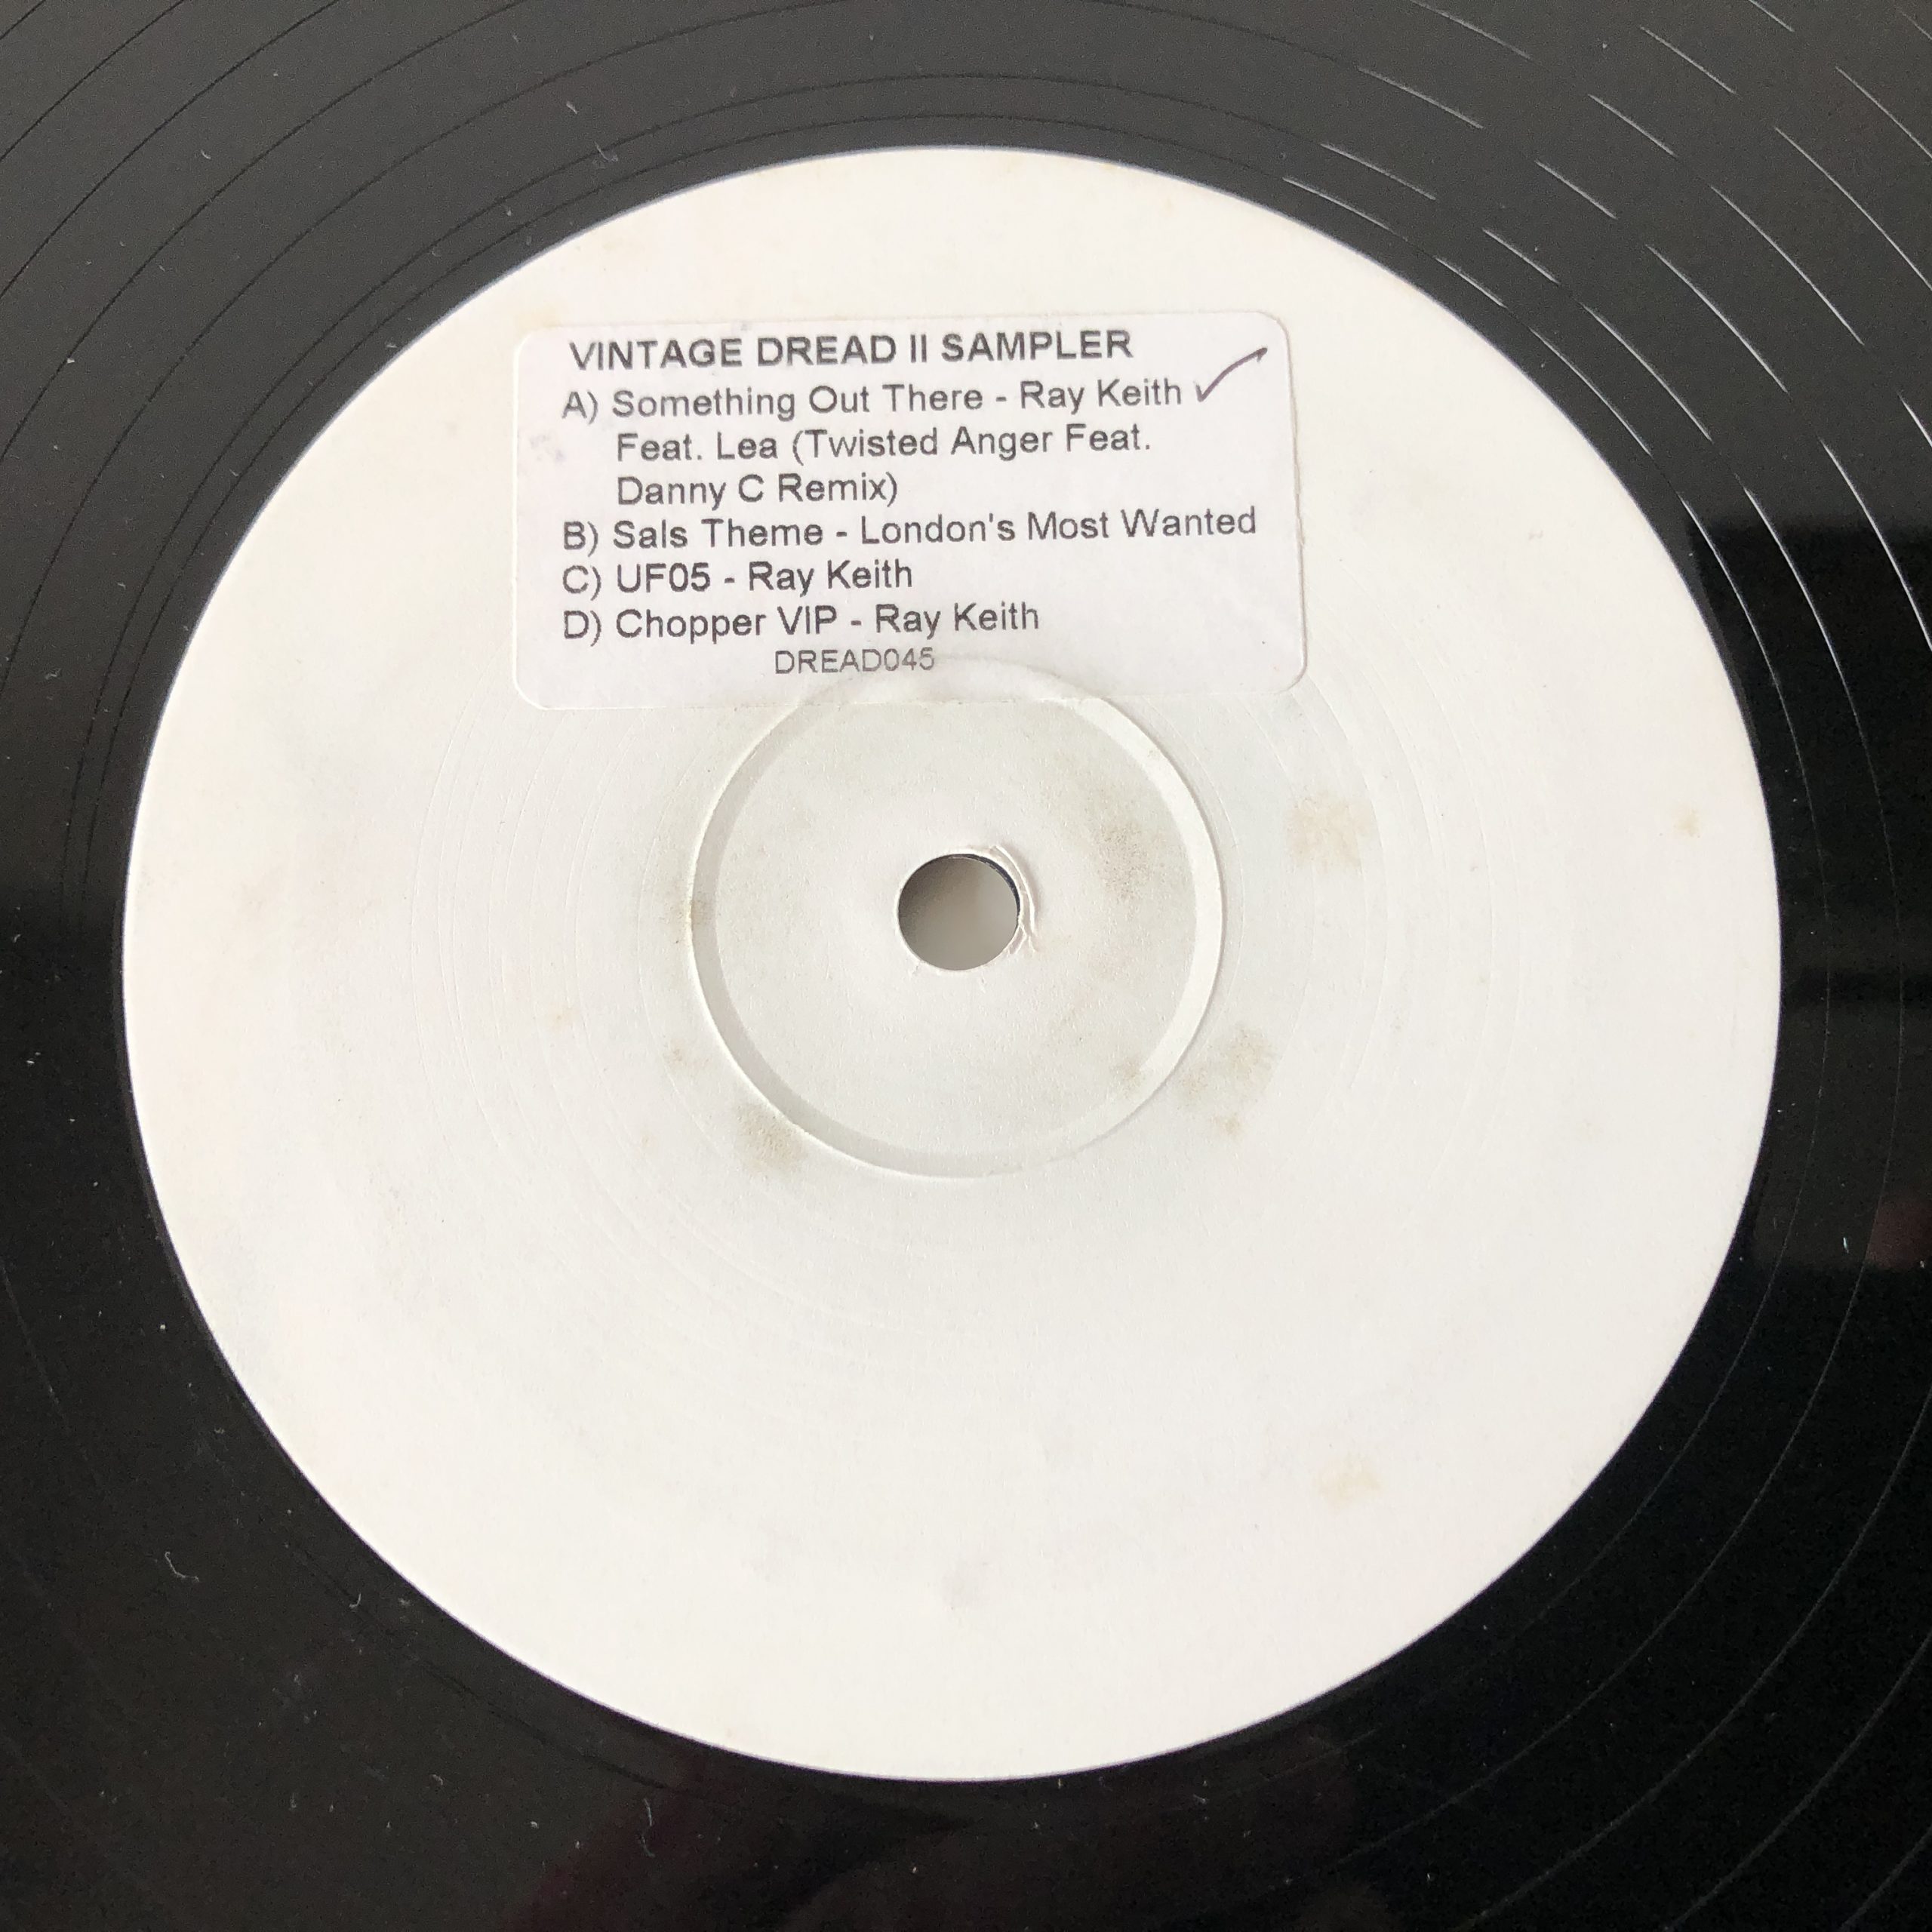 VINTAGE DREAD II SAMPLER
A) Something Out There - Ray Keith ✓
Feat. Lea (Twisted Anger Feat.
Danny C Remix)
B) Sals Theme - London's Most Wanted
C) UF05 - Ray Keith
D) Chopper VIP - Ray Keith
DREAD045